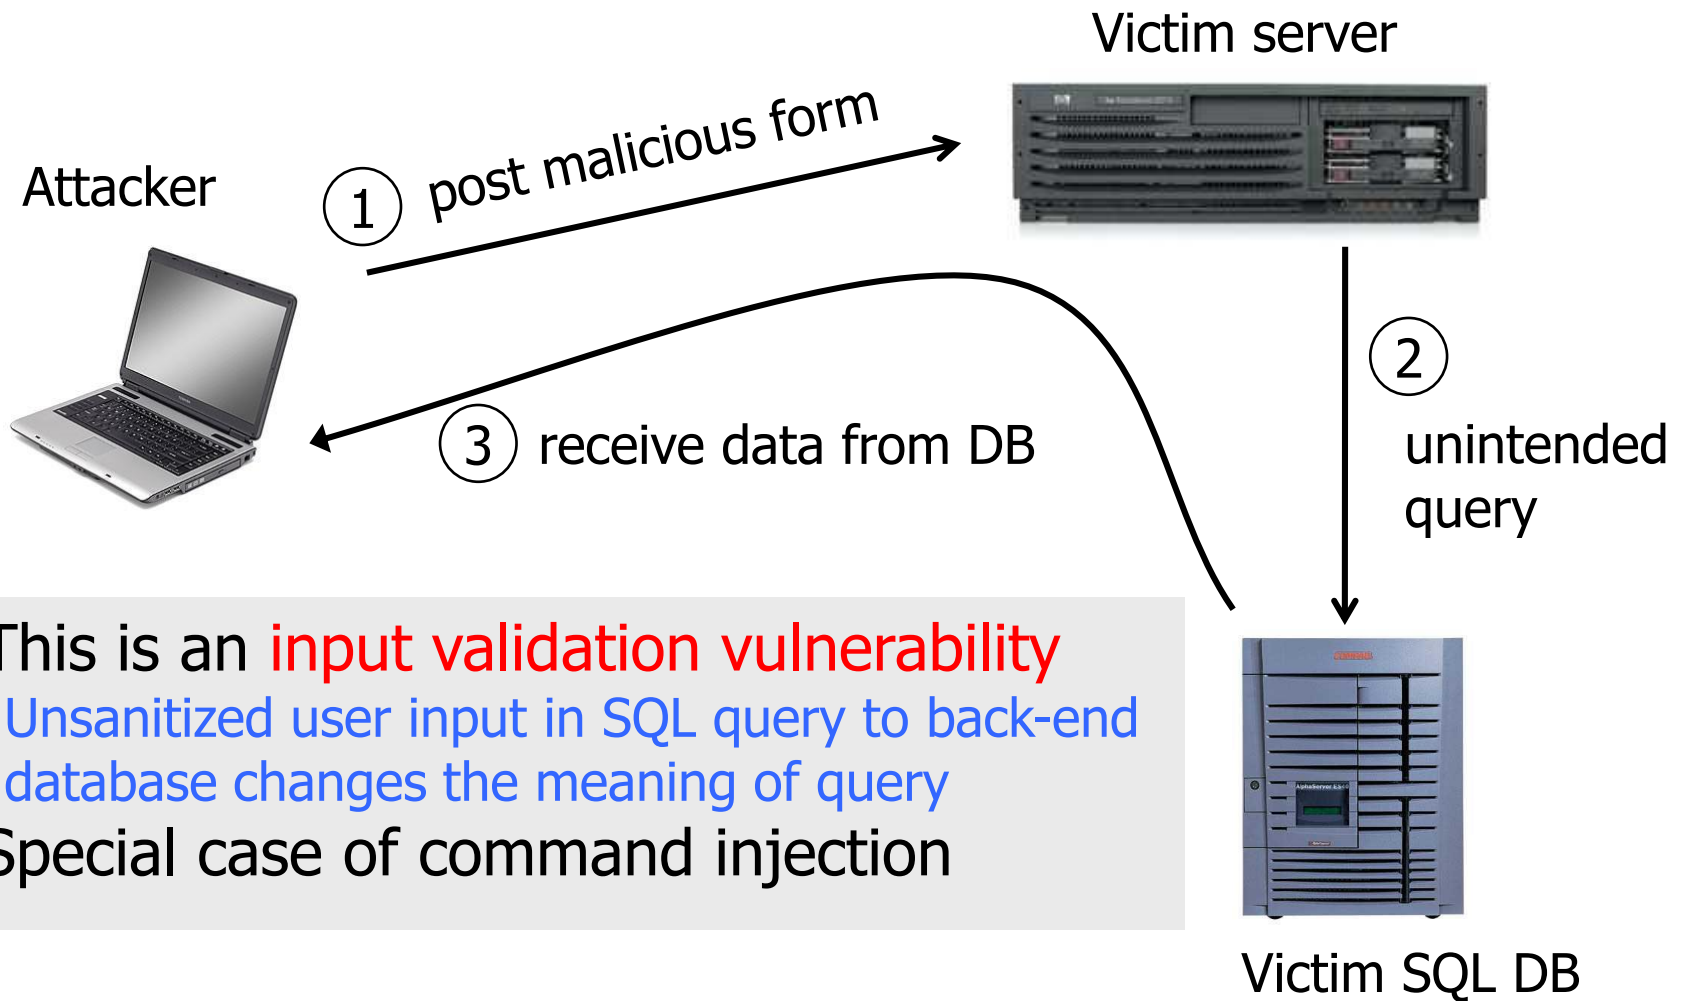 Victim server
Attacker
1 post malicious form
2
unintended
query
3 receive data from DB
This is an input validation vulnerability
Unsanitized user input in SQL query to back-end
database changes the meaning of query
Special case of command injection
Victim SQL DB